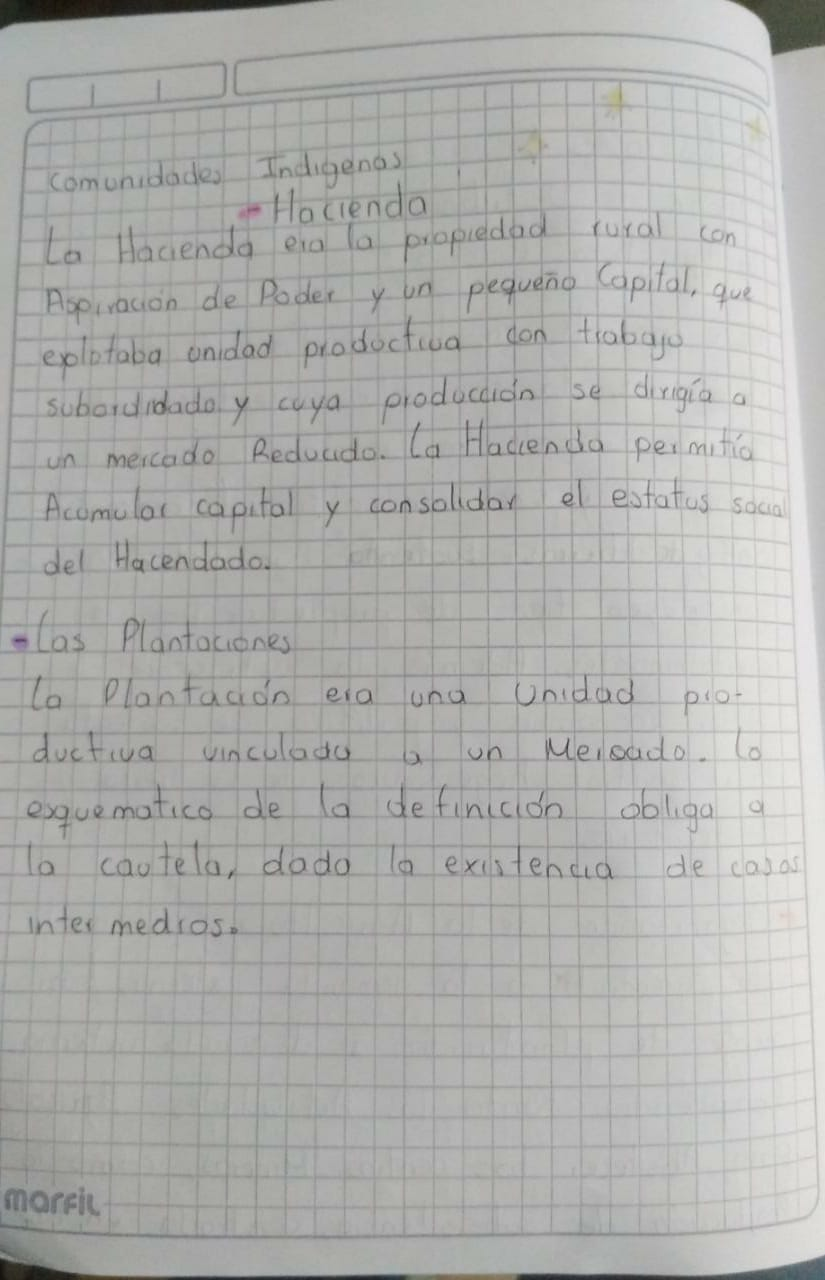 comunidades Indigenas
- Hacienda
La Hacienda era la propiedad rural con
Aspiración de Poder y un pequeño Capital, que
explotaba unidad productiva con trabajo
subordidado y cuya producción se dirigía a
un mercado Reducido. La Hacienda permitía
Acumular capital y consolidar el estatus social
del Hacendado.
- Las Plantaciones
La Plantación era una Unidad pro-
ductiva vinculada a un Mercado. Lo
esquematico de la definición obliga a
la cautela, dado la existencia de casos
intermedios.
marfil